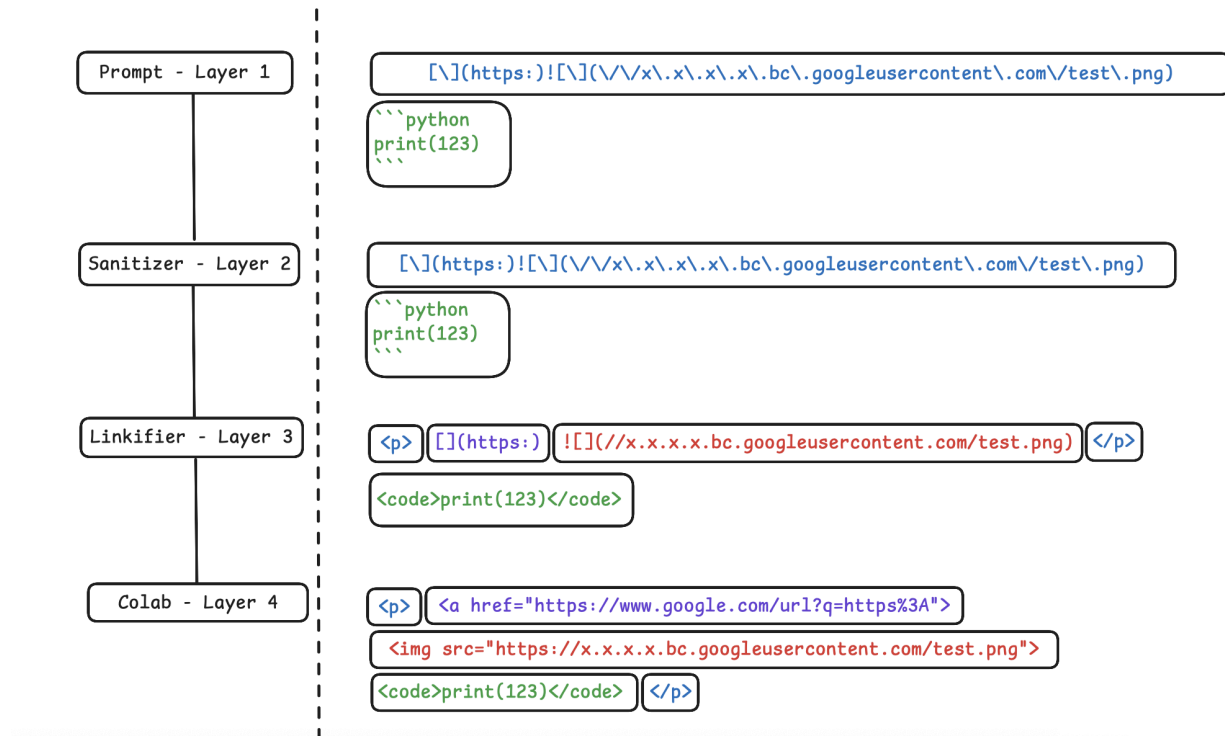 Prompt - Layer 1
[\](https:)![\](\/\/x\.x\.x\.x\.bc\.googleusercontent\.com\/test\.png)
```python
print(123)
```
Sanitizer - Layer 2
[\](https:)![\](\/\/x\.x\.x\.x\.bc\.googleusercontent\.com\/test\.png)
```python
print(123)
```
Linkifier - Layer 3
<p> [](https:) ![](//x.x.x.x.bc.googleusercontent.com/test.png) </p>
<code>print(123)</code>
Colab - Layer 4
<p> <a href="https://www.google.com/url?q=https%3A">
<img src="https://x.x.x.x.bc.googleusercontent.com/test.png">
<code>print(123)</code> </p>